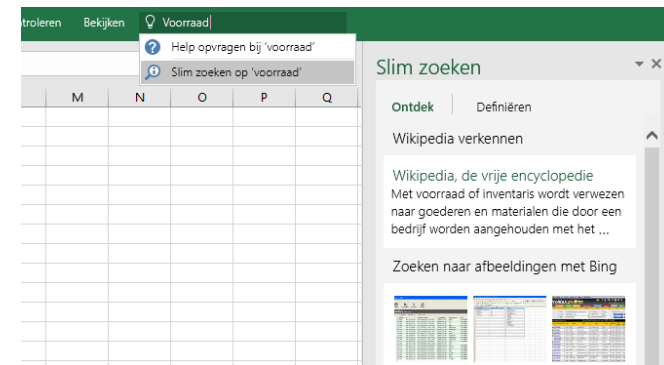 troleren Bekijken Voorraad
Help opvragen bij 'voorraad'
Slim zoeken op 'voorraad'
M N O P Q
Slim zoeken
Ontdek Definiëren
Wikipedia verkennen
Wikipedia, de vrije encyclopedie
Met voorraad of inventaris wordt verwezen
naar goederen en materialen die door een
bedrijf worden aangehouden met het ...
Zoeken naar afbeeldingen met Bing